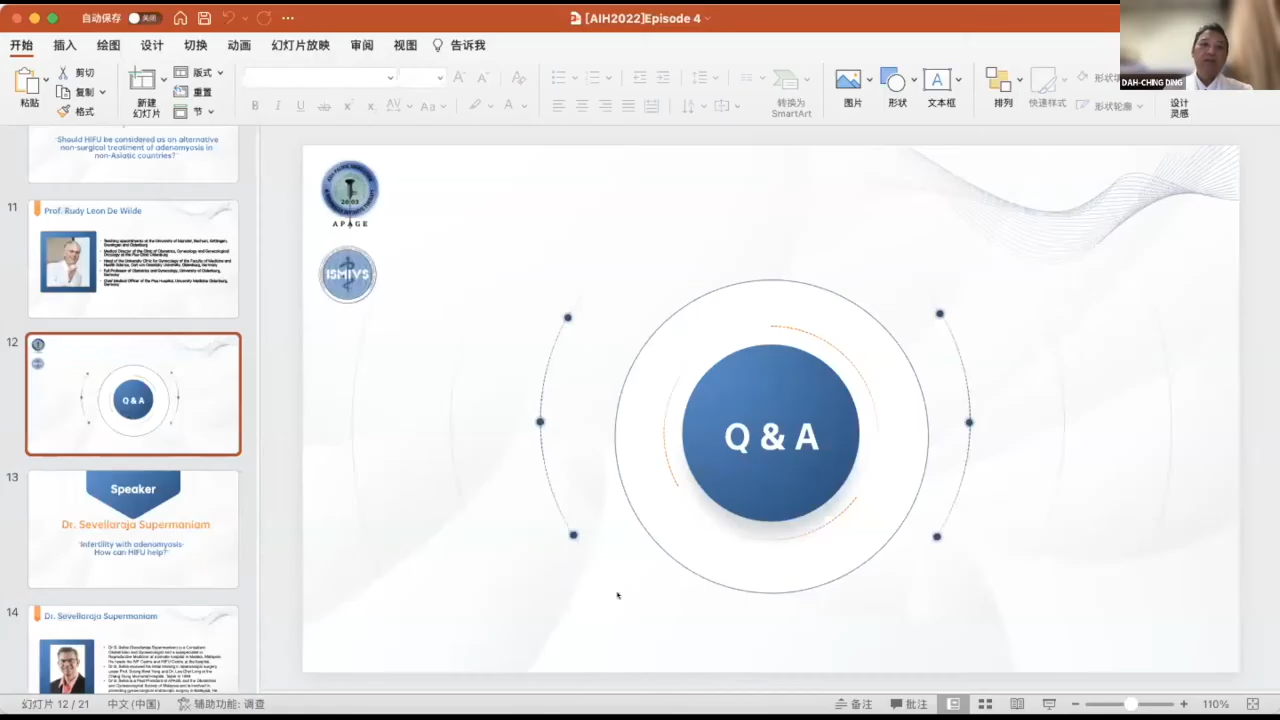 自动保存 关闭
[AIH2022]Episode 4
开始 插入 绘图 设计 切换 动画 幻灯片放映 审阅 视图 告诉我
粘贴
剪切
复制
格式
新建
幻灯片
版式
重置
节
转换为
SmartArt
图片
形状
文本框
排列
快速样式
形状轮廓
设计
灵感
DAH-CHING DING
"Should HIFU be considered as an alternative
non-surgical treatment of adenomyosis in
non-Asiatic countries?"
11
Prof. Rudy Leon De Wilde
12
Q & A
13
Speaker
Dr. Sevellaraja Supermaniam
"Infertility with adenomyosis-
How can HIFU help?"
14
Dr. Sevellaraja Supermaniam
2003
APAGE
ISMIVS
Q & A
幻灯片 12 / 21
中文 (中国)
辅助功能: 调查
备注
批注
110%